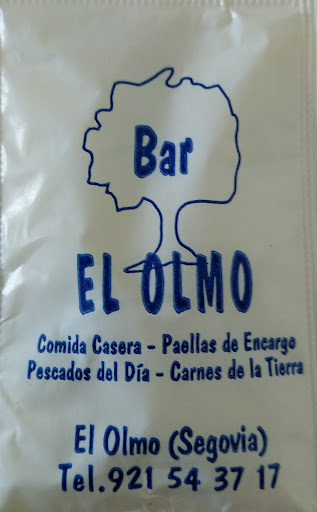 Bar
EL OLMO
Comida Casera - Paellas de Encargo
Pescados del Día - Carnes de la Tierra
El Olmo (Segovia)
Tel. 921 54 37 17